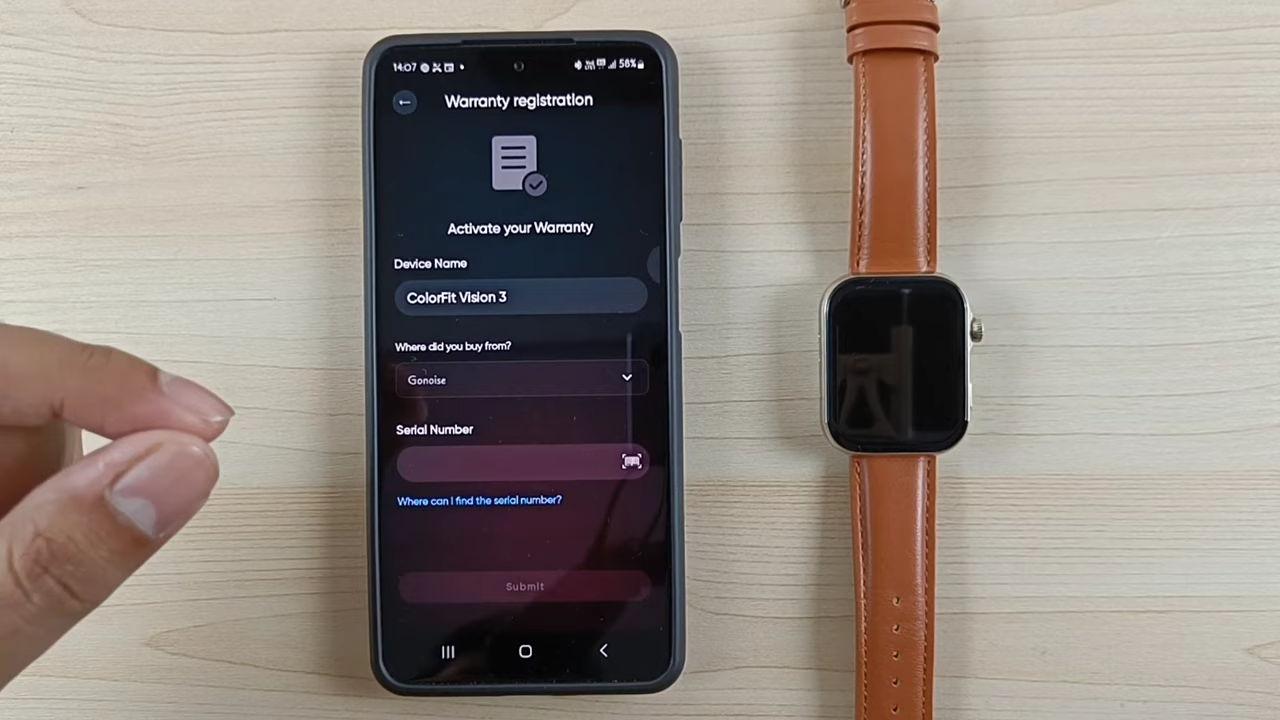 14:07 58%
Warranty registration
Activate your Warranty
Device Name
ColorFit Vision 3
Where did you buy from?
Gonoise
Serial Number
Where can I find the serial number?
Submit